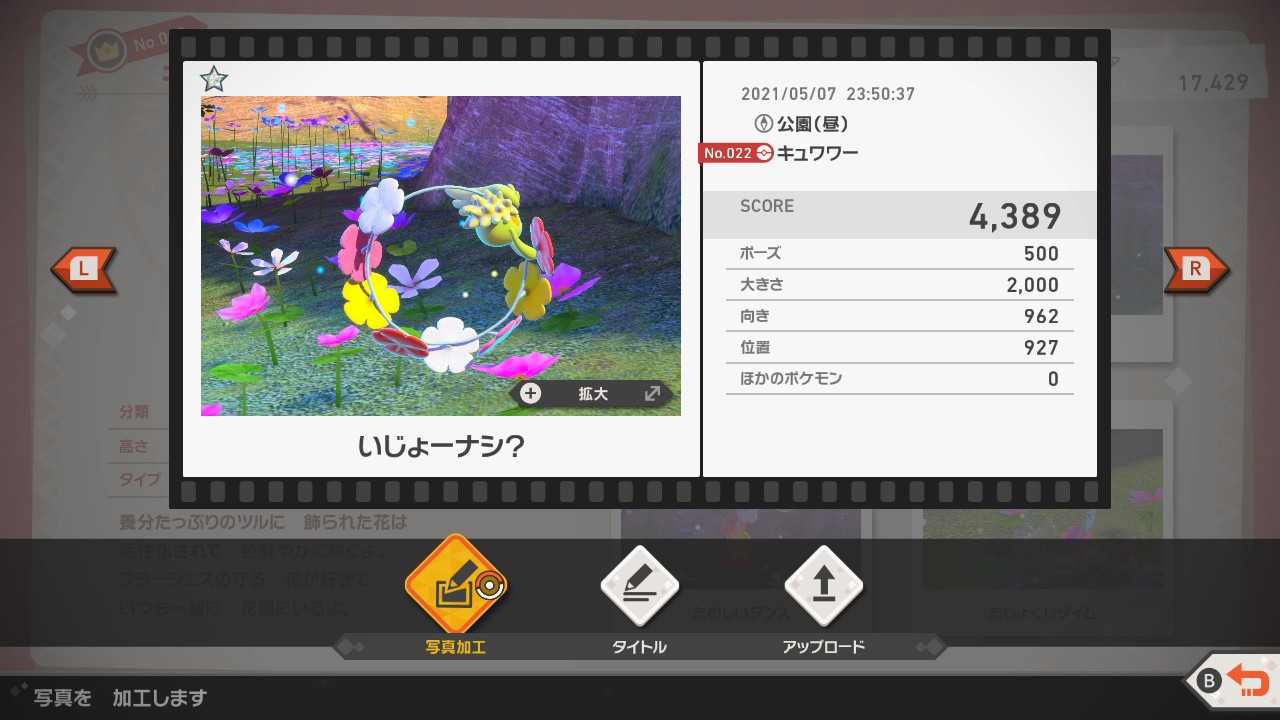 No.0
17,429
2021/05/07 23:50:37
公園(昼)
No.022 キュワワー
SCORE 4,389
ポーズ 500
大きさ 2,000
向き 962
位置 927
ほかのポケモン 0
L
R
+ 拡大
いじょーナシ?
分類
高さ
タイプ
養分たっぷりのツルに 飾られた花は
活性化されて 色鮮やかに咲くよ。
フラージェスの守る 花が好きで
いつも一緒に 花畑にいるよ。
たのしいダンス
おしょくじタイム
写真加工
タイトル
アップロード
写真を 加工します
B